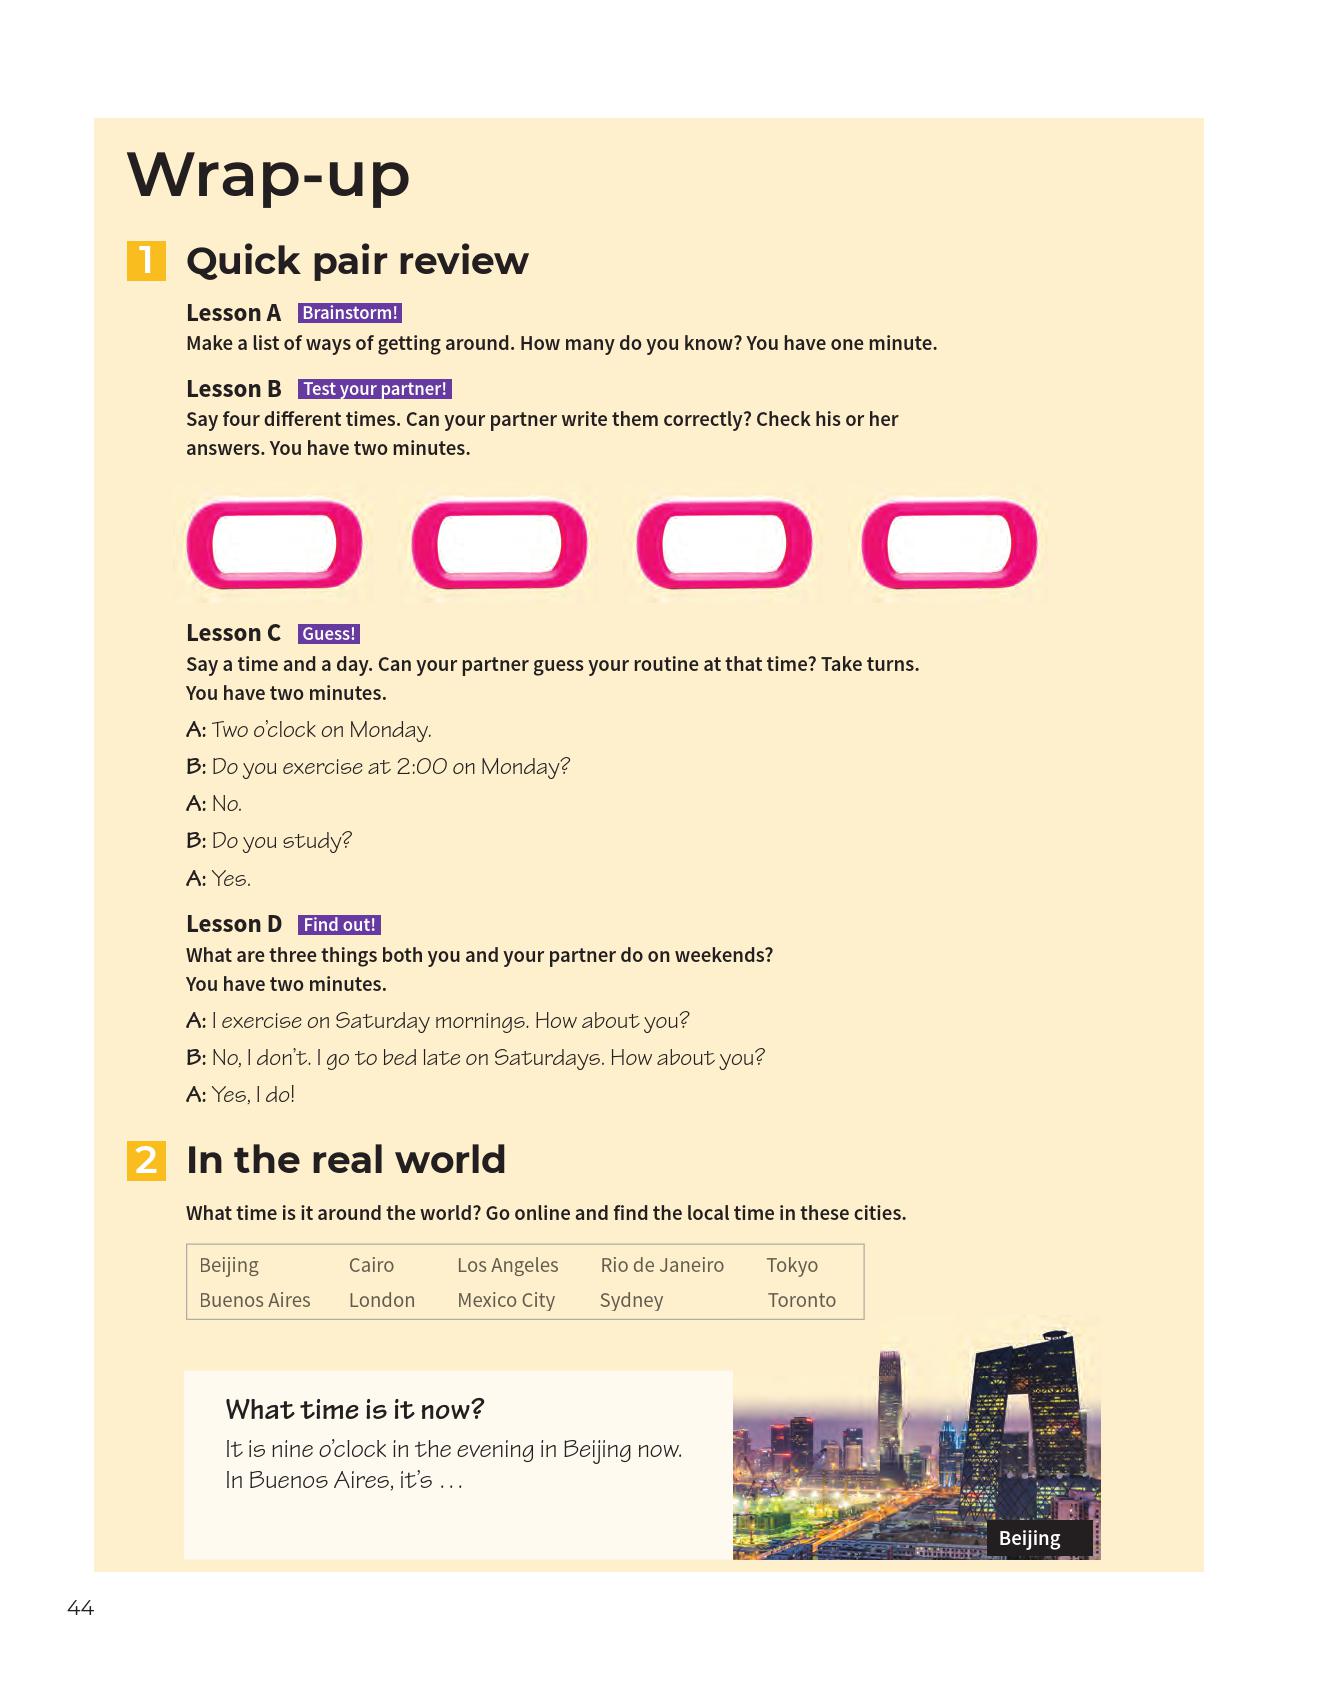 Wrap-up
1 Quick pair review
Lesson A Brainstorm!
Make a list of ways of getting around. How many do you know? You have one minute.
Lesson B Test your partner!
Say four different times. Can your partner write them correctly? Check his or her
answers. You have two minutes.
Lesson C Guess!
Say a time and a day. Can your partner guess your routine at that time? Take turns.
You have two minutes.
A: Two o’clock on Monday.
B: Do you exercise at 2:00 on Monday?
A: No.
B: Do you study?
A: Yes.
Lesson D Find out!
What are three things both you and your partner do on weekends?
You have two minutes.
A: I exercise on Saturday mornings. How about you?
B: No, I don’t. I go to bed late on Saturdays. How about you?
A: Yes, I do!
2 In the real world
What time is it around the world? Go online and find the local time in these cities.
Beijing Cairo Los Angeles Rio de Janeiro Tokyo
Buenos Aires London Mexico City Sydney Toronto
What time is it now?
It is nine o’clock in the evening in Beijing now.
In Buenos Aires, it’s ...
Beijing
44